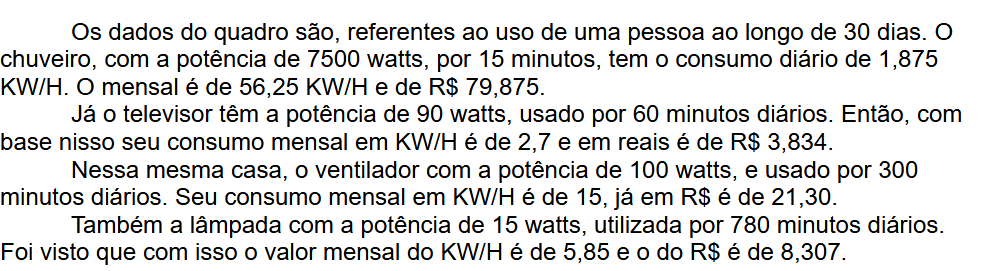 Os dados do quadro são, referentes ao uso de uma pessoa ao longo de 30 dias. O
chuveiro, com a potência de 7500 watts, por 15 minutos, tem o consumo diário de 1,875
KW/H. O mensal é de 56,25 KW/H e de R$ 79,875.
Já o televisor têm a potência de 90 watts, usado por 60 minutos diários. Então, com
base nisso seu consumo mensal em KW/H é de 2,7 e em reais é de R$ 3,834.
Nessa mesma casa, o ventilador com a potência de 100 watts, e usado por 300
minutos diários. Seu consumo mensal em KW/H é de 15, já em R$ é de 21,30.
Também a lâmpada com a potência de 15 watts, utilizada por 780 minutos diários.
Foi visto que com isso o valor mensal do KW/H é de 5,85 e o do R$ é de 8,307.